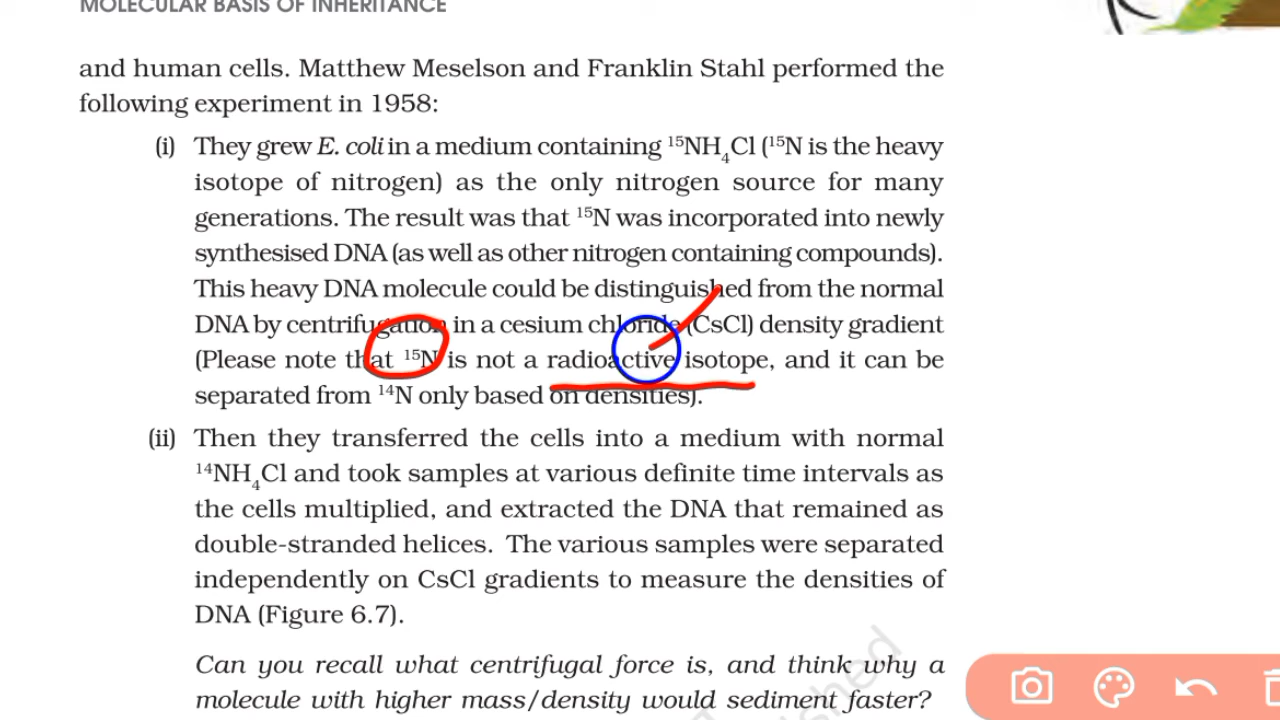 MOLECULAR BASIS OF INHERITANCE
and human cells. Matthew Meselson and Franklin Stahl performed the
following experiment in 1958:
(i) They grew E. coli in a medium containing ¹⁵NH₄Cl (¹⁵N is the heavy
isotope of nitrogen) as the only nitrogen source for many
generations. The result was that ¹⁵N was incorporated into newly
synthesised DNA (as well as other nitrogen containing compounds).
This heavy DNA molecule could be distinguished from the normal
DNA by centrifugation in a cesium chloride (CsCl) density gradient
(Please note that ¹⁵N is not a radioactive isotope, and it can be
separated from ¹⁴N only based on densities).
(ii) Then they transferred the cells into a medium with normal
¹⁴NH₄Cl and took samples at various definite time intervals as
the cells multiplied, and extracted the DNA that remained as
double-stranded helices. The various samples were separated
independently on CsCl gradients to measure the densities of
DNA (Figure 6.7).
Can you recall what centrifugal force is, and think why a
molecule with higher mass/density would sediment faster?